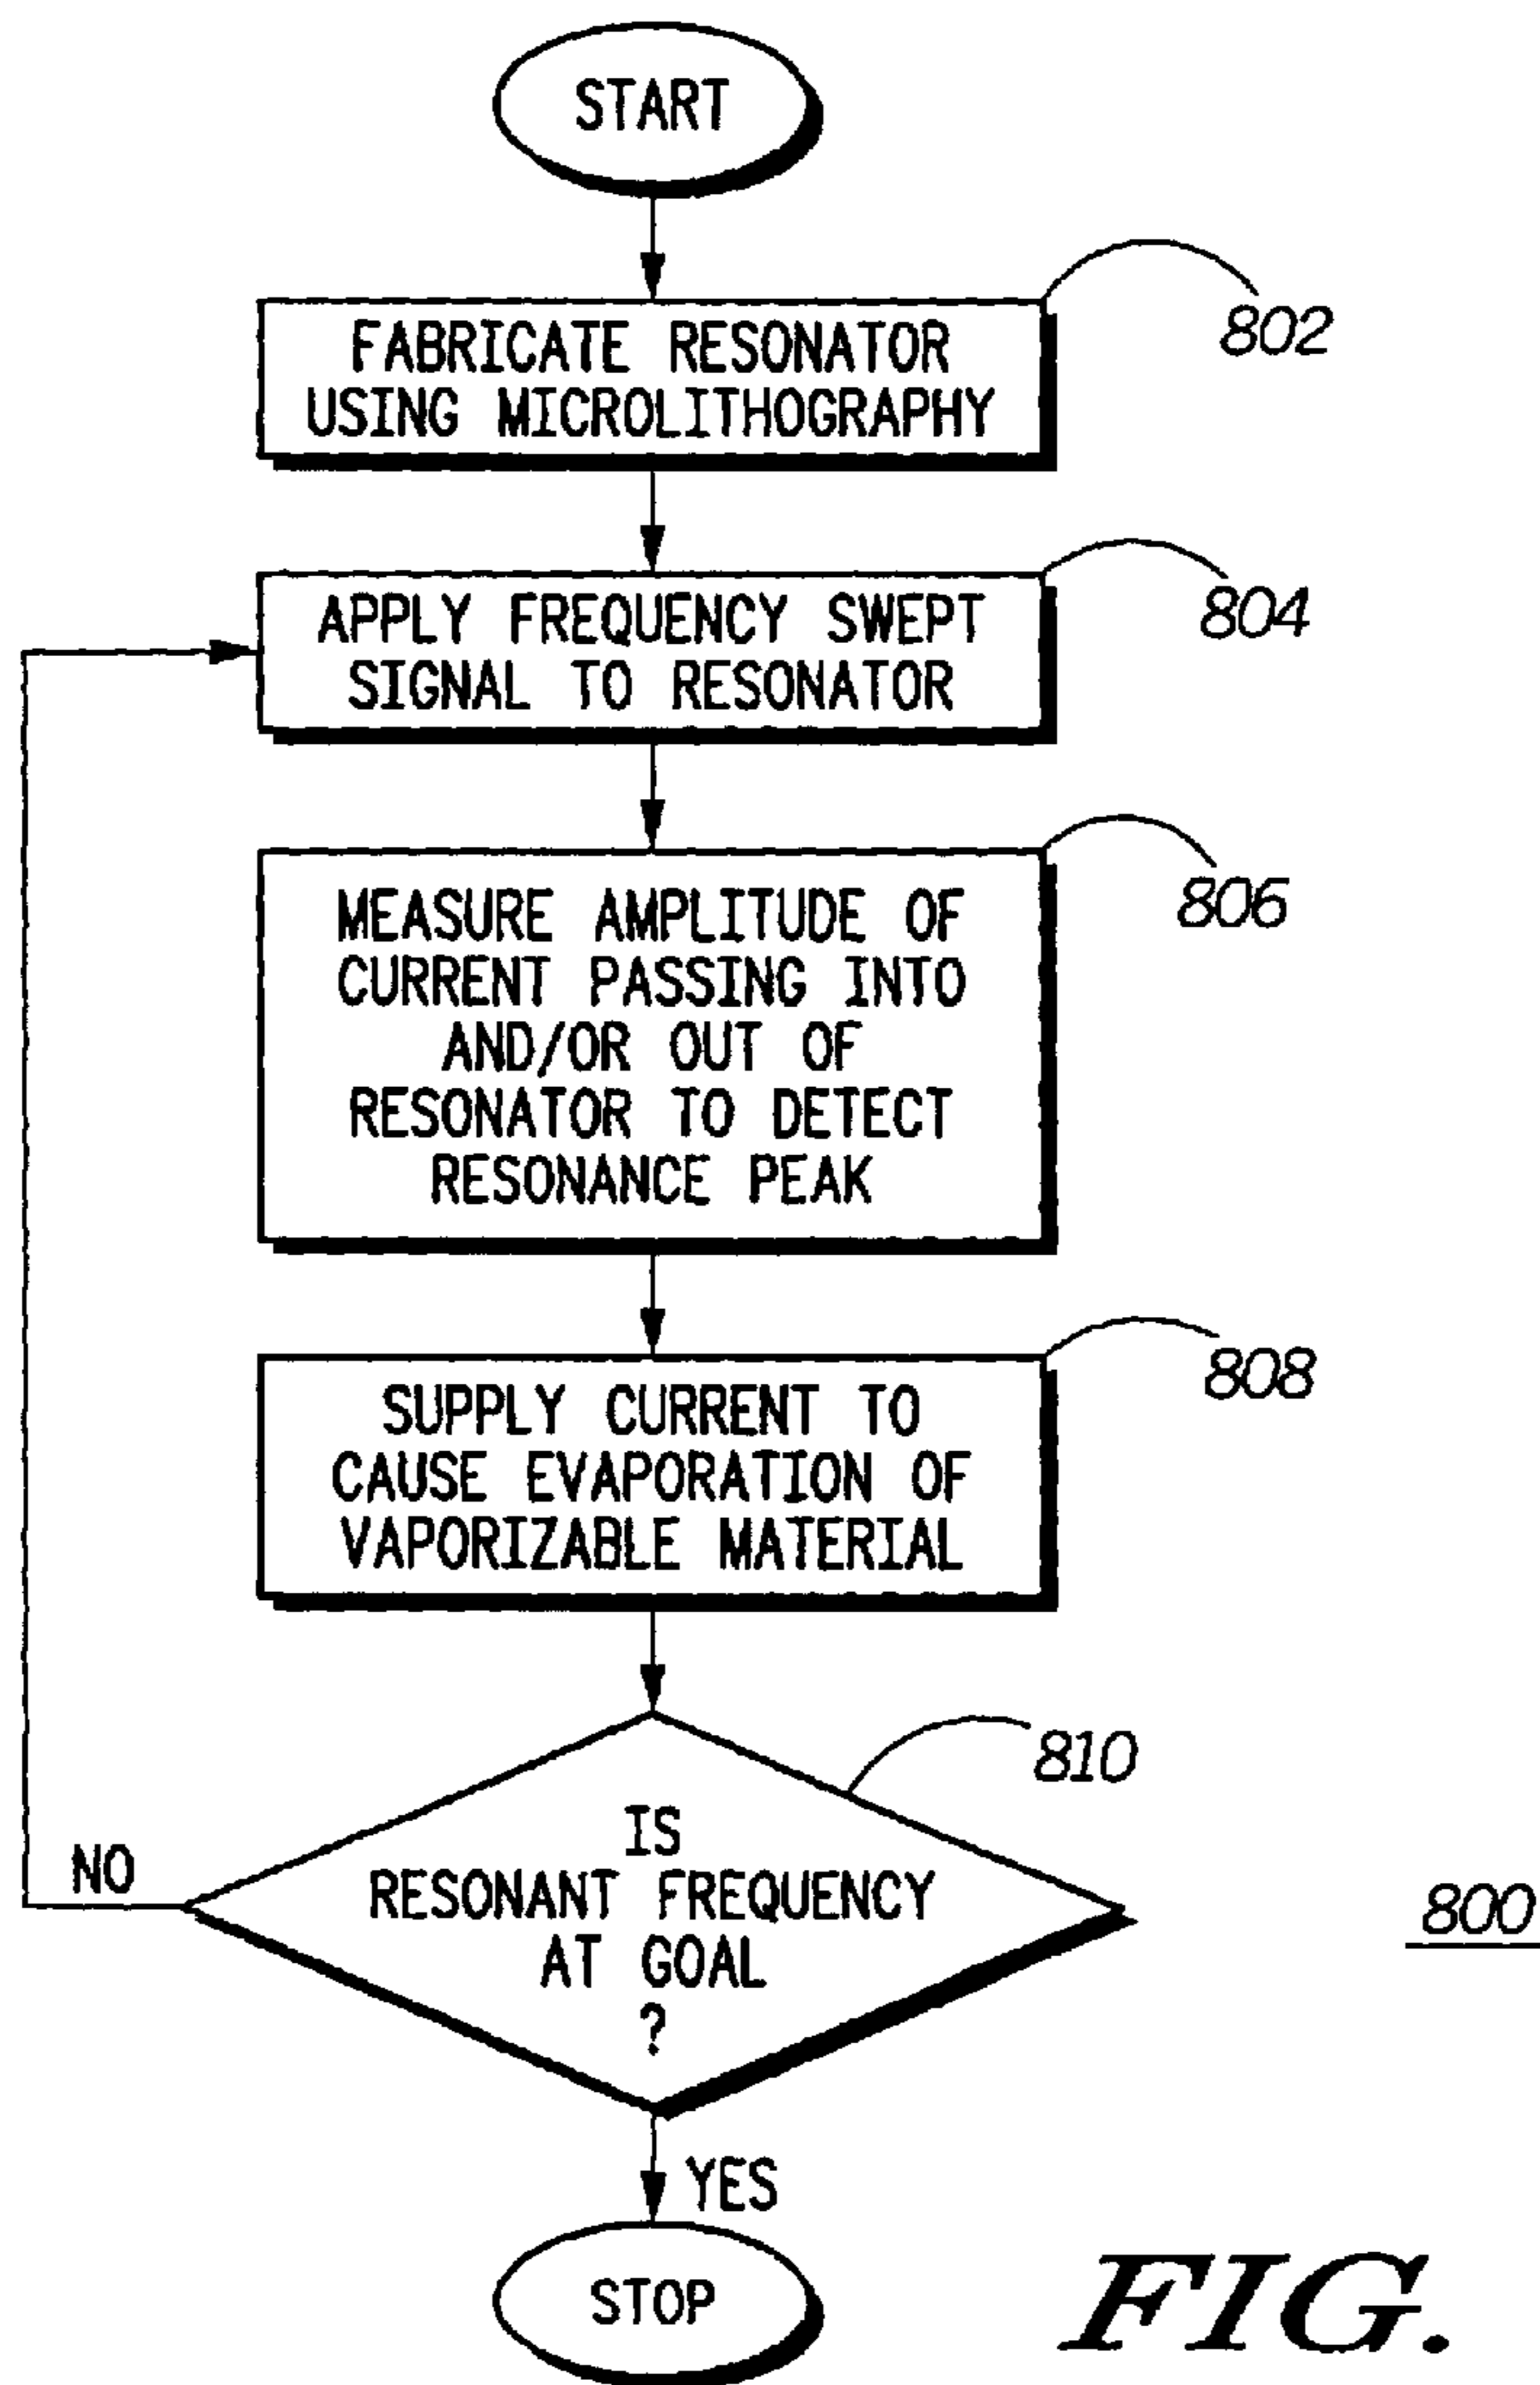 START
802
FABRICATE RESONATOR
USING MICROLITHOGRAPHY
804
APPLY FREQUENCY SWEPT
SIGNAL TO RESONATOR
806
MEASURE AMPLITUDE OF
CURRENT PASSING INTO
AND/OR OUT OF
RESONATOR TO DETECT
RESONANCE PEAK
808
SUPPLY CURRENT TO
CAUSE EVAPORATION OF
VAPORIZABLE MATERIAL
810
IS
RESONANT FREQUENCY
AT GOAL
?
NO
800
YES
STOP
FIG.